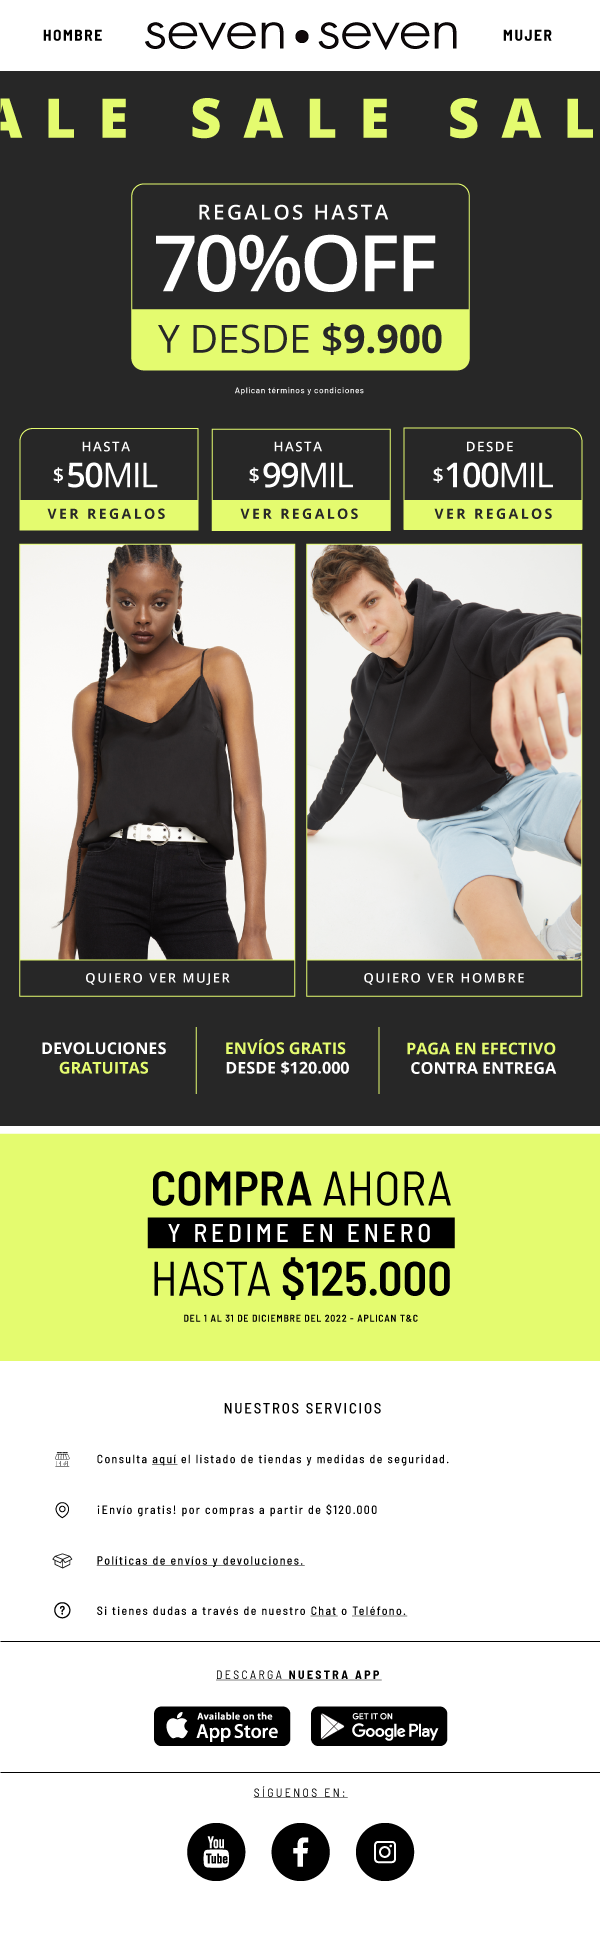 HOMBRE
seven•seven
MUJER
ALE SALE SAL
REGALOS HASTA
70%OFF
Y DESDE $9.900
Aplican términos y condiciones
HASTA
$50MIL
VER REGALOS
HASTA
$99MIL
VER REGALOS
DESDE
$100MIL
VER REGALOS
QUIERO VER MUJER
QUIERO VER HOMBRE
DEVOLUCIONES
GRATUITAS
ENVÍOS GRATIS
DESDE $120.000
PAGA EN EFECTIVO
CONTRA ENTREGA
COMPRA AHORA
Y REDIME EN ENERO
HASTA $125.000
DEL 1 AL 31 DE DICIEMBRE DEL 2022 - APLICAN T&C
NUESTROS SERVICIOS
Consulta aquí el listado de tiendas y medidas de seguridad.
¡Envío gratis! por compras a partir de $120.000
Políticas de envíos y devoluciones.
Si tienes dudas a través de nuestro Chat o Teléfono.
DESCARGA NUESTRA APP
Available on the
App Store
GET IT ON
Google Play
SÍGUENOS EN:
You
Tube